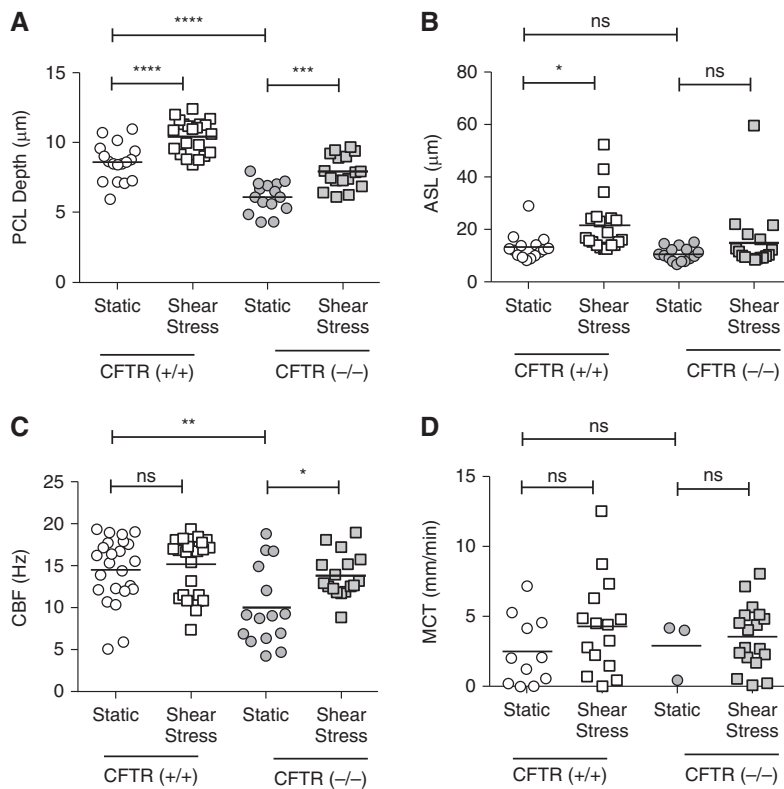 A
****
****
***
15
10
5
0
PCL Depth (μm)
Static
Shear
Stress
Static
Shear
Stress
CFTR (+/+)
CFTR (–/–)
B
ns
*
ns
80
60
40
20
0
ASL (μm)
Static
Shear
Stress
Static
Shear
Stress
CFTR (+/+)
CFTR (–/–)
C
**
ns
*
25
20
15
10
5
0
CBF (Hz)
Static
Shear
Stress
Static
Shear
Stress
CFTR (+/+)
CFTR (–/–)
D
ns
ns
ns
15
10
5
0
MCT (mm/min)
Static
Shear
Stress
Static
Shear
Stress
CFTR (+/+)
CFTR (–/–)